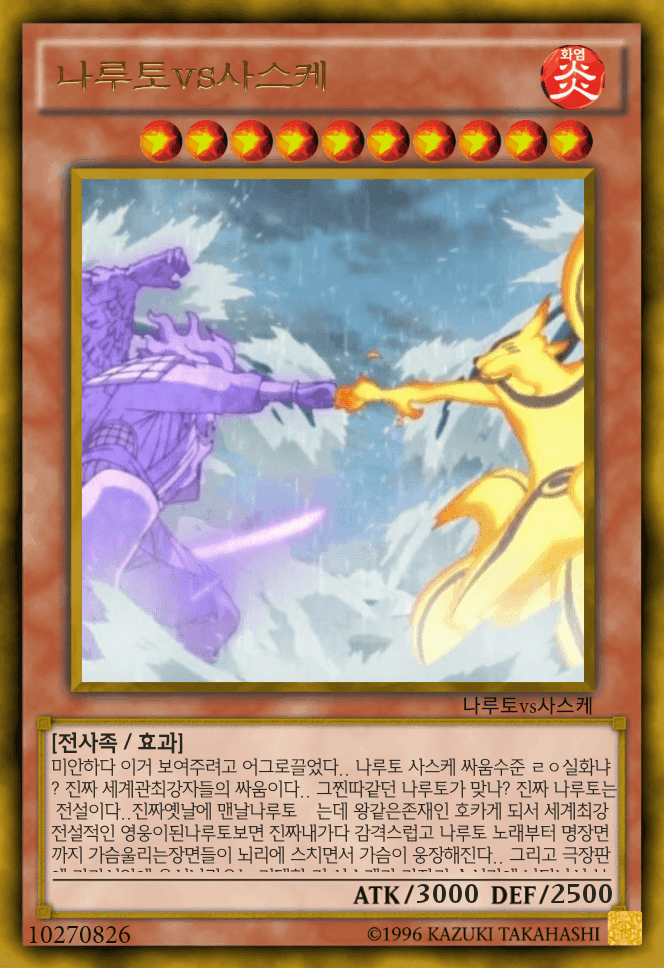 나루토vs사스케
화염
炎
나루토vs사스케
[전사족 / 효과]
미안하다 이거 보여주려고 어그로끌었다.. 나루토 사스케 싸움수준 ㄹㅇ실화냐
? 진짜 세계관최강자들의 싸움이다.. 그찐따같던 나루토가 맞나? 진짜 나루토는
전설이다..진짜옛날에 맨날나루토 는데 왕같은존재인 호카게 되서 세계최강
전설적인 영웅이된나루토보면 진짜내가다 감격스럽고 나루토 노래부터 명장면
까지 가슴울리는장면들이 뇌리에 스치면서 가슴이 웅장해진다.. 그리고 극장판
ATK/3000 DEF/2500
10270826
©1996 KAZUKI TAKAHASHI